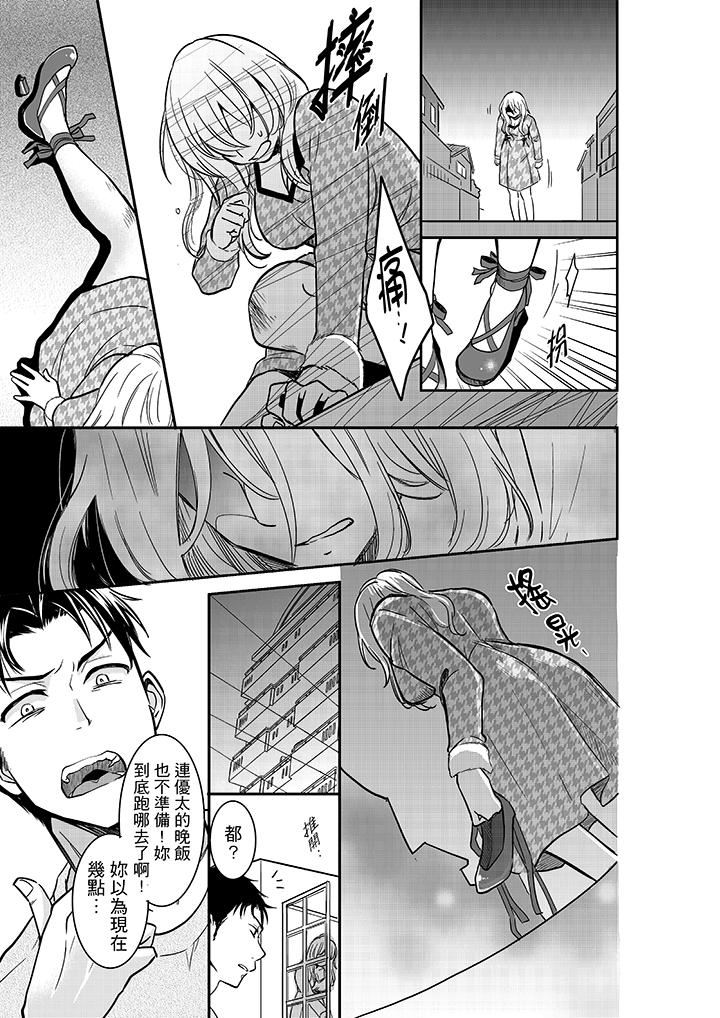 拐
痛…!
摔倒
搖晃…
推開…
都?
連優太的晚飯
也不準備!妳
到底跑哪去了啊!
妳以為現在
幾點…